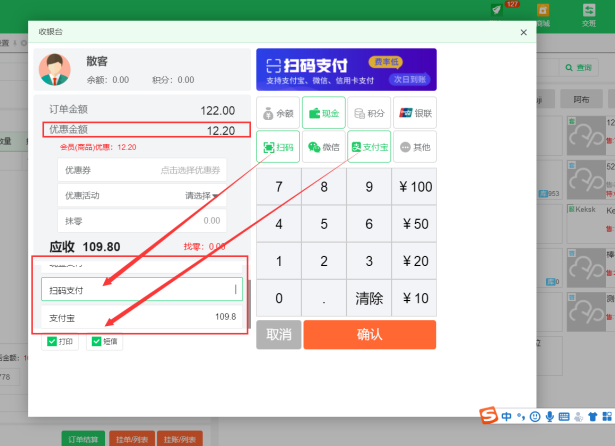 127
商城
交班
收银台
×
查询
散客
余额：0.00 积分：0.00
扫码支付 费率低
支持支付宝、微信、信用卡支付 次日到账
订单金额 122.00
优惠金额 12.20
会员(商品)优惠：12.20
优惠券 点击选择优惠券
优惠活动 请选择
抹零 0.00
应收 109.80 找零：0.00
扫码支付
支付宝 109.8
打印 短信
余额 现金 积分 银联
扫码 微信 支付宝 其他
7 8 9 ¥100
4 5 6 ¥50
1 2 3 ¥20
0 . 清除 ¥10
取消 确认
阿布
953
Keksk
778
订单结算 挂单/列表 挂账/列表
中